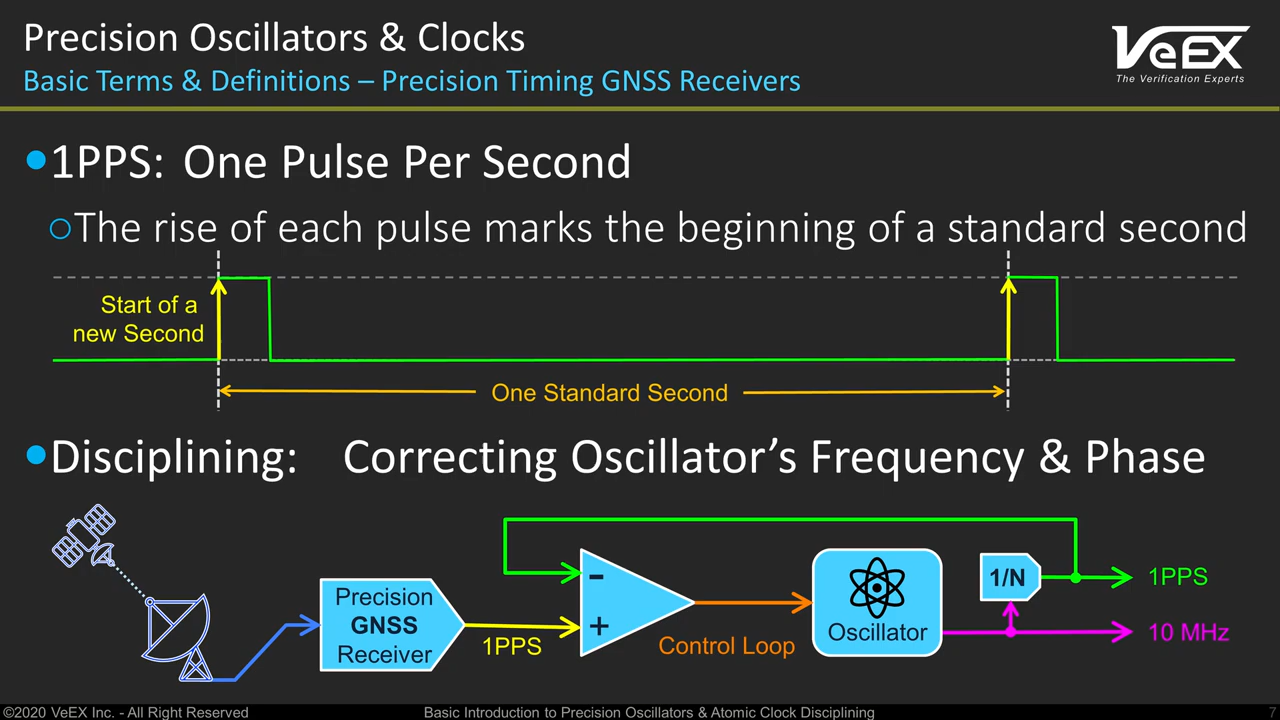 Precision Oscillators & Clocks
Basic Terms & Definitions – Precision Timing GNSS Receivers
VeEX
The Verification Experts
•1PPS: One Pulse Per Second
○The rise of each pulse marks the beginning of a standard second
Start of a
new Second
One Standard Second
•Disciplining: Correcting Oscillator’s Frequency & Phase
Precision
GNSS
Receiver
1PPS
-
+
Control Loop
Oscillator
1/N
1PPS
10 MHz
©2020 VeEX Inc. - All Right Reserved
Basic Introduction to Precision Oscillators & Atomic Clock Disciplining
7